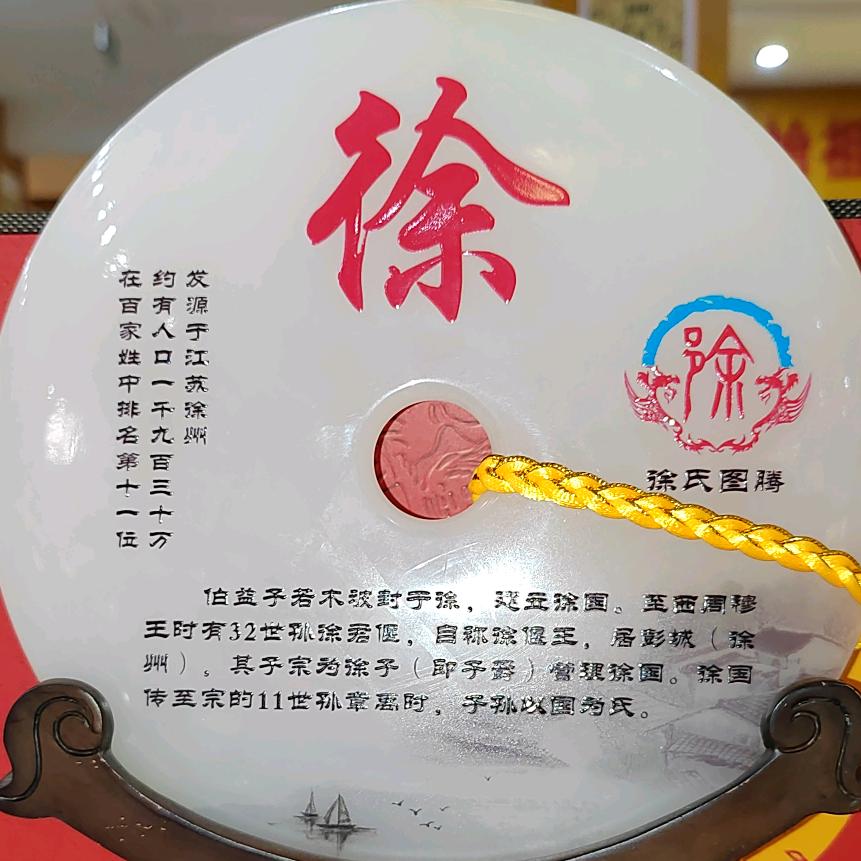 徐
发源于江苏徐州
约有人口一千九百三十万
在百家姓中排名第十一位
徐氏图腾
伯益子若木被封于徐，建立徐国。至西周穆
王时有32世孙徐君偃，自称徐偃王，居彭城（徐
州）。其子宗为徐子（即子爵）管理徐国。徐国
传至宗的11世孙章禹时，子孙以国为氏。